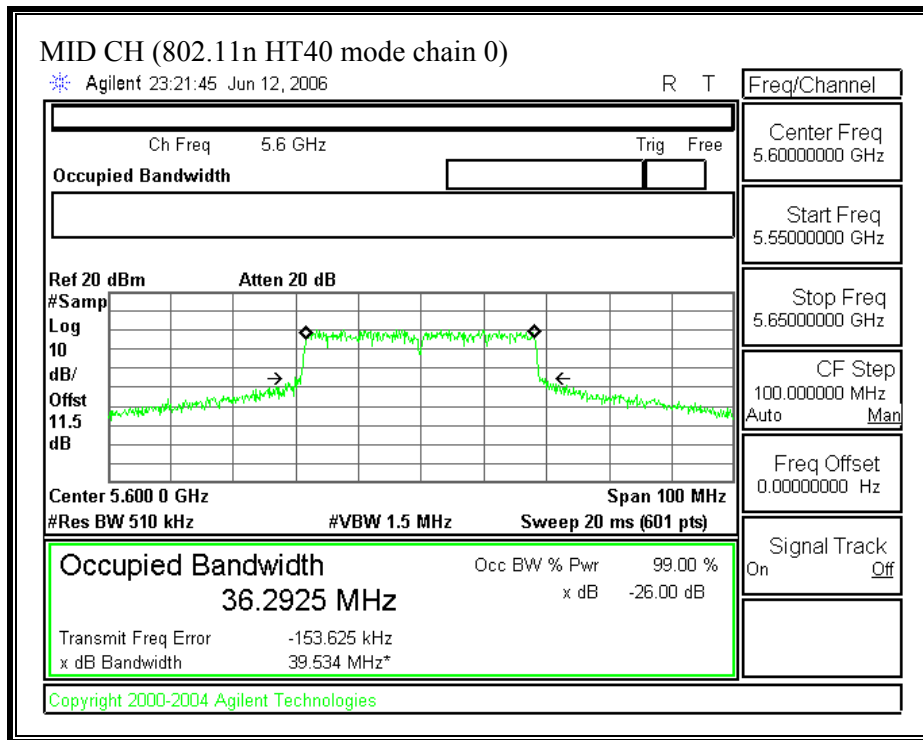 MID CH (802.11n HT40 mode chain 0)
Agilent 23:21:45 Jun 12, 2006 R T
Freq/Channel
Ch Freq 5.6 GHz Trig Free
Occupied Bandwidth
Center Freq
5.60000000 GHz
Start Freq
5.55000000 GHz
Stop Freq
5.65000000 GHz
CF Step
100.000000 MHz
Auto Man
Freq Offset
0.00000000 Hz
Signal Track
On Off
Ref 20 dBm Atten 20 dB
#Samp
Log
10
dB/
Offst
11.5
dB
Center 5.600 0 GHz Span 100 MHz
#Res BW 510 kHz #VBW 1.5 MHz Sweep 20 ms (601 pts)
Occupied Bandwidth Occ BW % Pwr 99.00 %
36.2925 MHz x dB -26.00 dB
Transmit Freq Error -153.625 kHz
x dB Bandwidth 39.534 MHz*
Copyright 2000-2004 Agilent Technologies